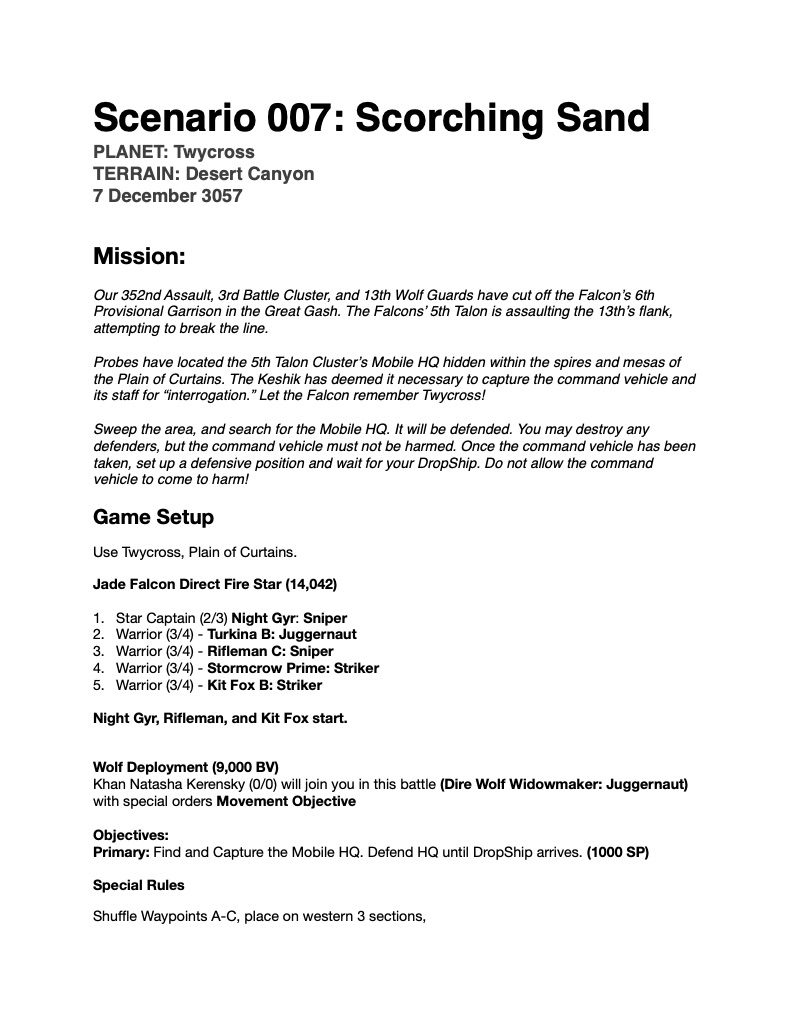 Scenario 007: Scorching Sand
PLANET: Twycross
TERRAIN: Desert Canyon
7 December 3057
Mission:
Our 352nd Assault, 3rd Battle Cluster, and 13th Wolf Guards have cut off the Falcon’s 6th
Provisional Garrison in the Great Gash. The Falcons’ 5th Talon is assaulting the 13th’s flank,
attempting to break the line.
Probes have located the 5th Talon Cluster’s Mobile HQ hidden within the spires and mesas of
the Plain of Curtains. The Keshik has deemed it necessary to capture the command vehicle and
its staff for “interrogation.” Let the Falcon remember Twycross!
Sweep the area, and search for the Mobile HQ. It will be defended. You may destroy any
defenders, but the command vehicle must not be harmed. Once the command vehicle has been
taken, set up a defensive position and wait for your DropShip. Do not allow the command
vehicle to come to harm!
Game Setup
Use Twycross, Plain of Curtains.
Jade Falcon Direct Fire Star (14,042)
1. Star Captain (2/3) Night Gyr: Sniper
2. Warrior (3/4) - Turkina B: Juggernaut
3. Warrior (3/4) - Rifleman C: Sniper
4. Warrior (3/4) - Stormcrow Prime: Striker
5. Warrior (3/4) - Kit Fox B: Striker
Night Gyr, Rifleman, and Kit Fox start.
Wolf Deployment (9,000 BV)
Khan Natasha Kerensky (0/0) will join you in this battle (Dire Wolf Widowmaker: Juggernaut)
with special orders Movement Objective
Objectives:
Primary: Find and Capture the Mobile HQ. Defend HQ until DropShip arrives. (1000 SP)
Special Rules
Shuffle Waypoints A-C, place on western 3 sections,